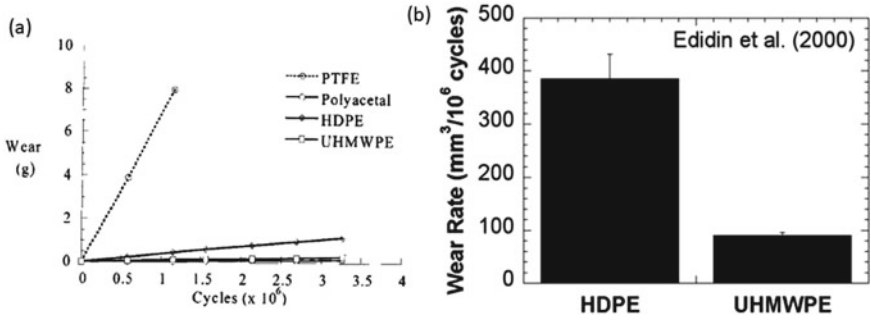 (a)
10
8
6
4
2
0
Wear
(g)
PTFE
Polyacetal
HDPE
UHMWPE
0 0.5 1 1.5 2 2.5 3 3.5 4
Cycles (x 10⁶)
(b)
Edidin et al. (2000)
500
400
300
200
100
0
Wear Rate (mm³/10⁶ cycles)
HDPE UHMWPE